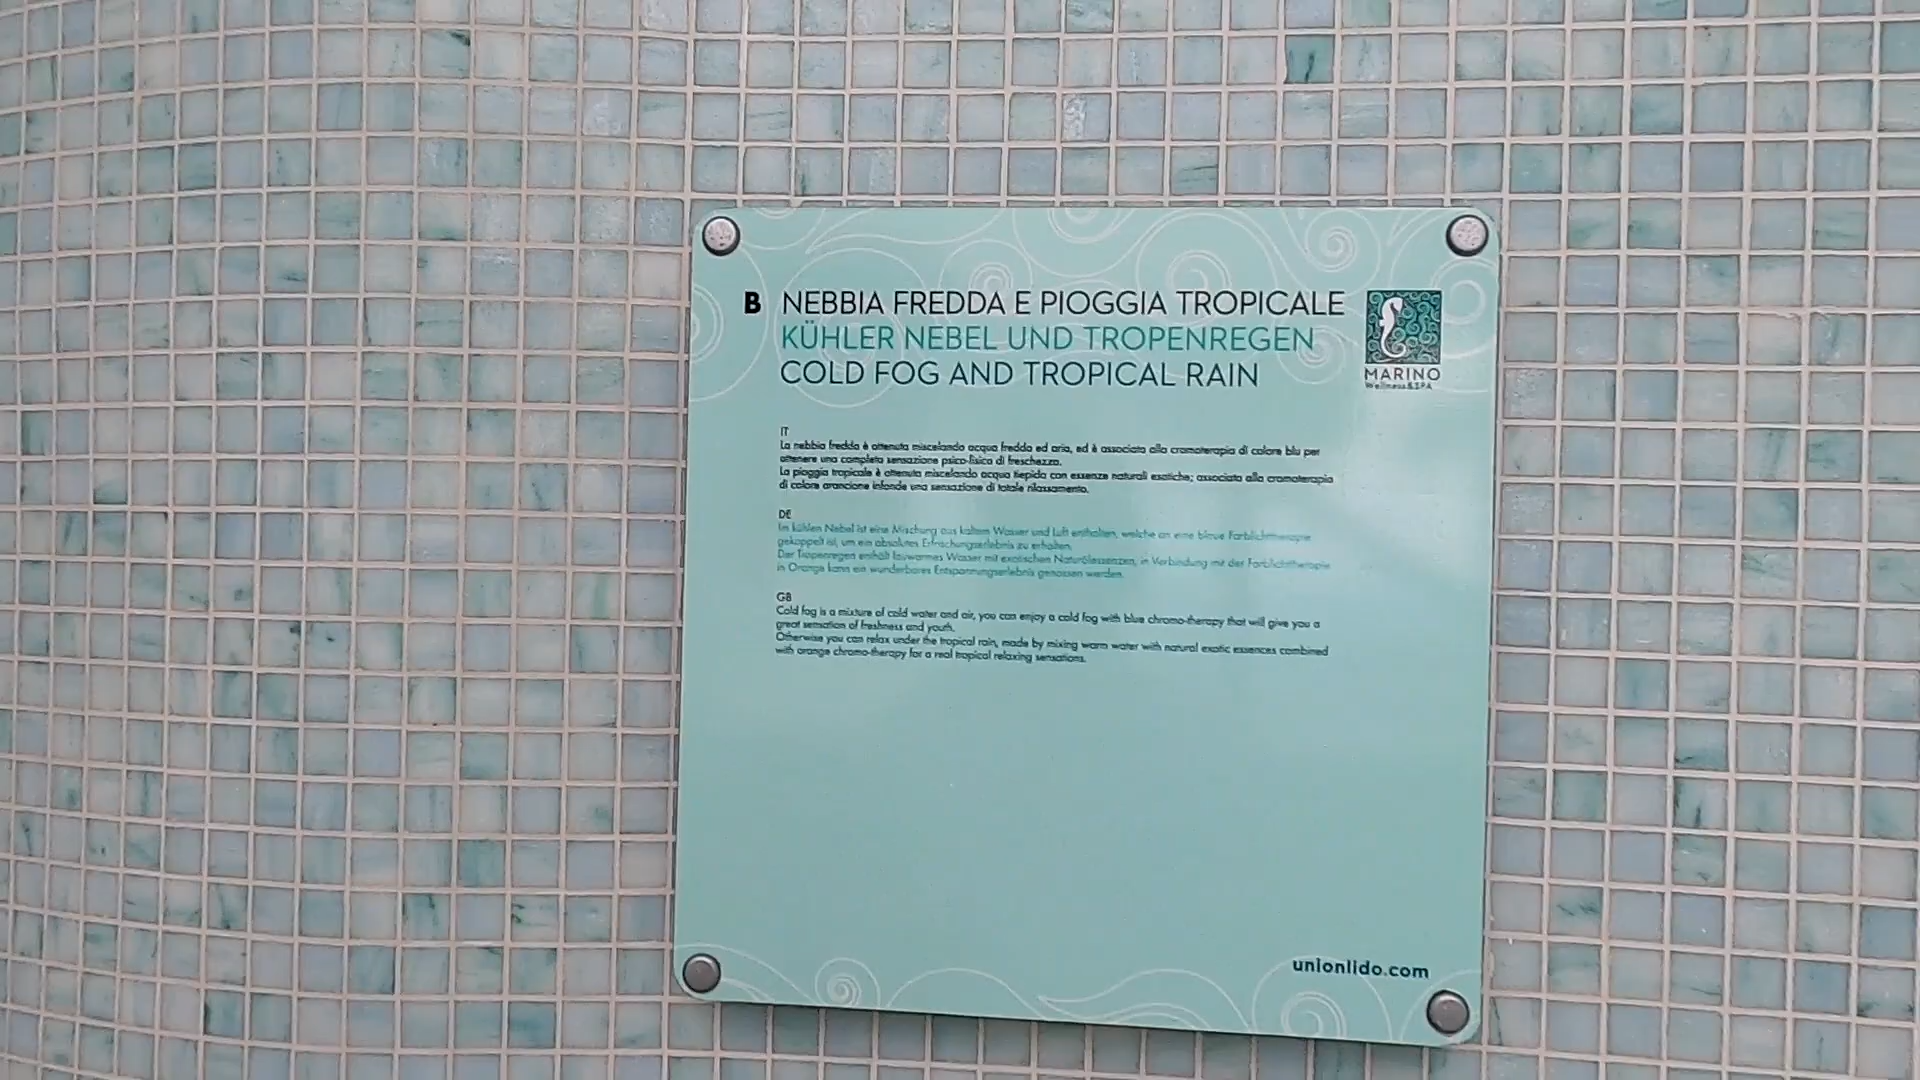 B NEBBIA FREDDA E PIOGGIA TROPICALE
KÜHLER NEBEL UND TROPENREGEN
COLD FOG AND TROPICAL RAIN
MARINO
Wellness & SPA
IT
La nebbia fredda è ottenuta miscelando acqua fredda ed aria, ed è associata alla cromoterapia di colore blu per
ottenere una completa sensazione psico-fisica di freschezza.
La pioggia tropicale è ottenuta miscelando acqua tiepida con essenze naturali esotiche; associata alla cromoterapia
di colore arancione infonde una sensazione di totale rilassamento.
DE
Im kühlen Nebel ist eine Mischung aus kaltem Wasser und Luft enthalten, welche an eine blaue Farblichttherapie
gekoppelt ist, um ein absolutes Erfrischungserlebnis zu erhalten.
Der Tropenregen enthält lauwarmes Wasser mit exotischen Naturölessenzen, in Verbindung mit der Farblichttherapie
in Orange kann ein wunderbares Entspannungserlebnis genossen werden.
GB
Cold fog is a mixture of cold water and air, you can enjoy a cold fog with blue chromo-therapy that will give you a
great sensation of freshness and youth.
Otherwise you can relax under the tropical rain, made by mixing warm water with natural exotic essences combined
with orange chromo-therapy for a real tropical relaxing sensations.
unionlido.com